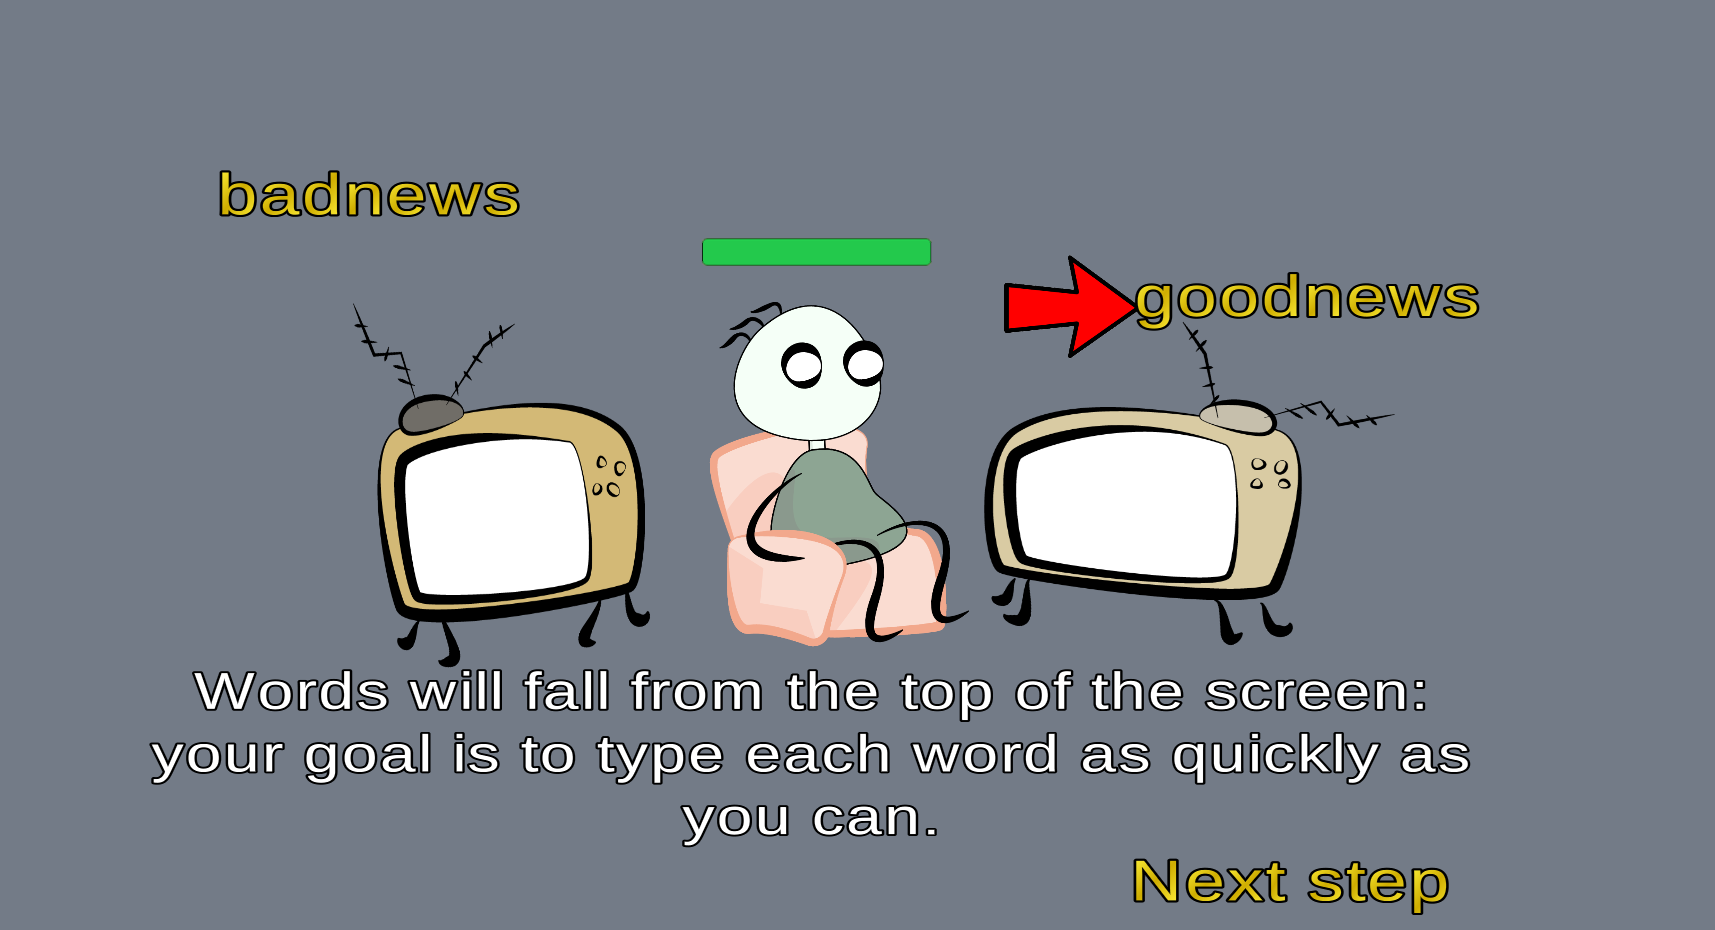 badnews
goodnews
Words will fall from the top of the screen:
your goal is to type each word as quickly as
you can.
Next step